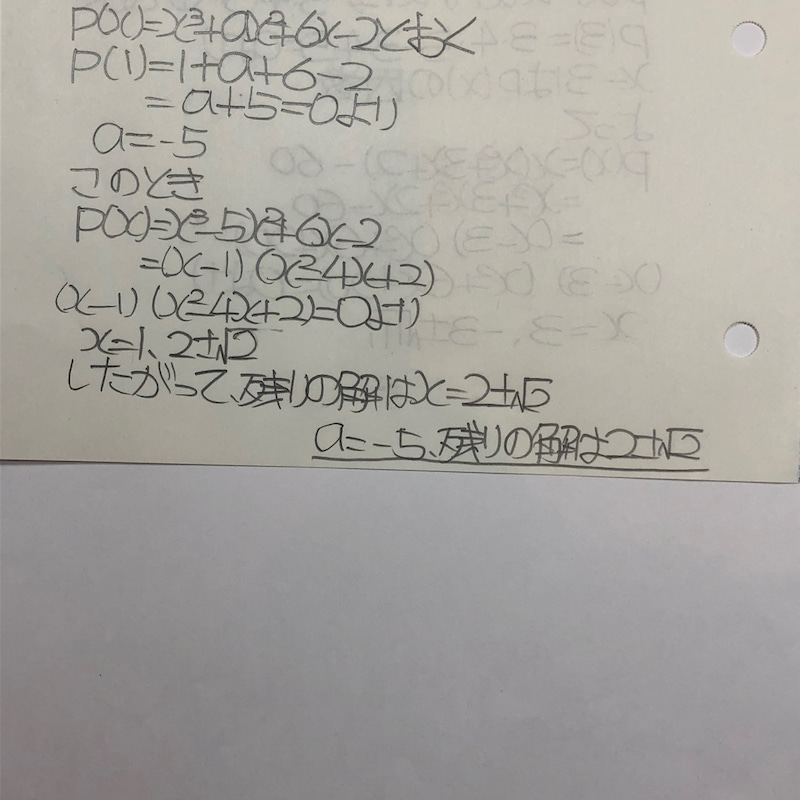 P(x)=x³+ax²+6x-2とおく
P(1)=1+a+6-2
=a+5=0より
a=-5
このとき
P(x)=x³-5x²+6x-2
=(x-1)(x²-4x+2)
(x-1)(x²-4x+2)=0より
x=1、2±√2
したがって、残りの解はx=2±√2
a=-5、残りの解は2±√2